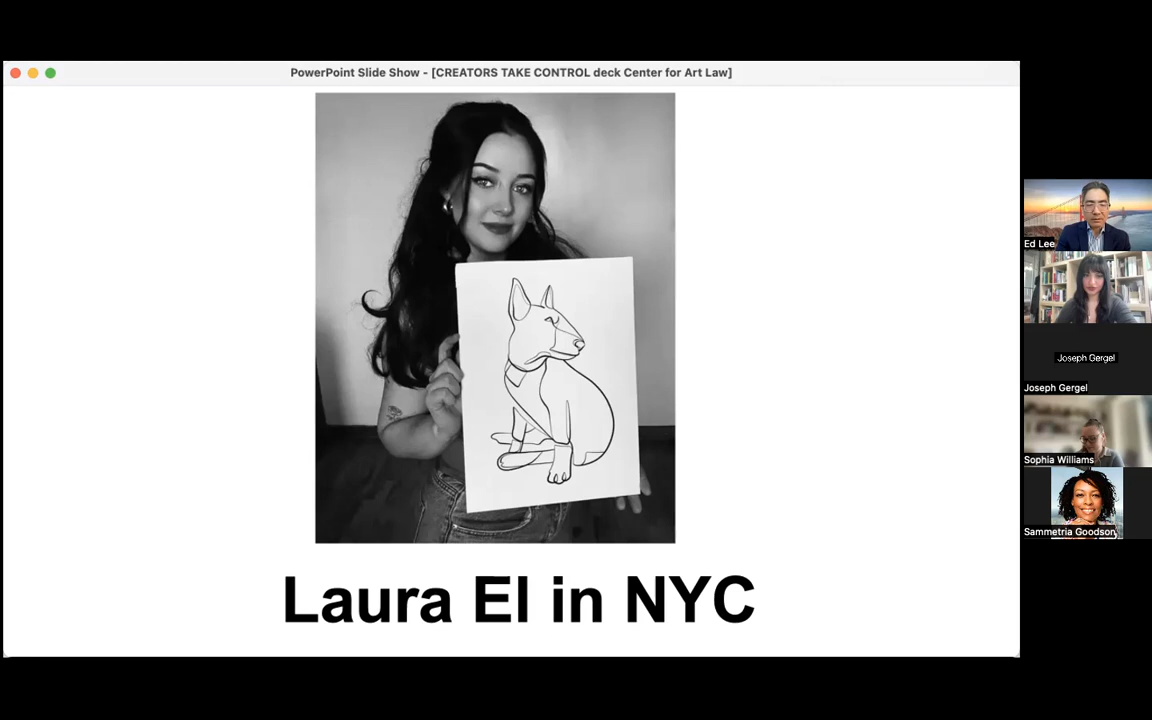 PowerPoint Slide Show - [CREATORS TAKE CONTROL deck Center for Art Law]
Laura El in NYC
Ed Lee
Joseph Gergel
Joseph Gergel
Sophia Williams
Sammetria Goodson